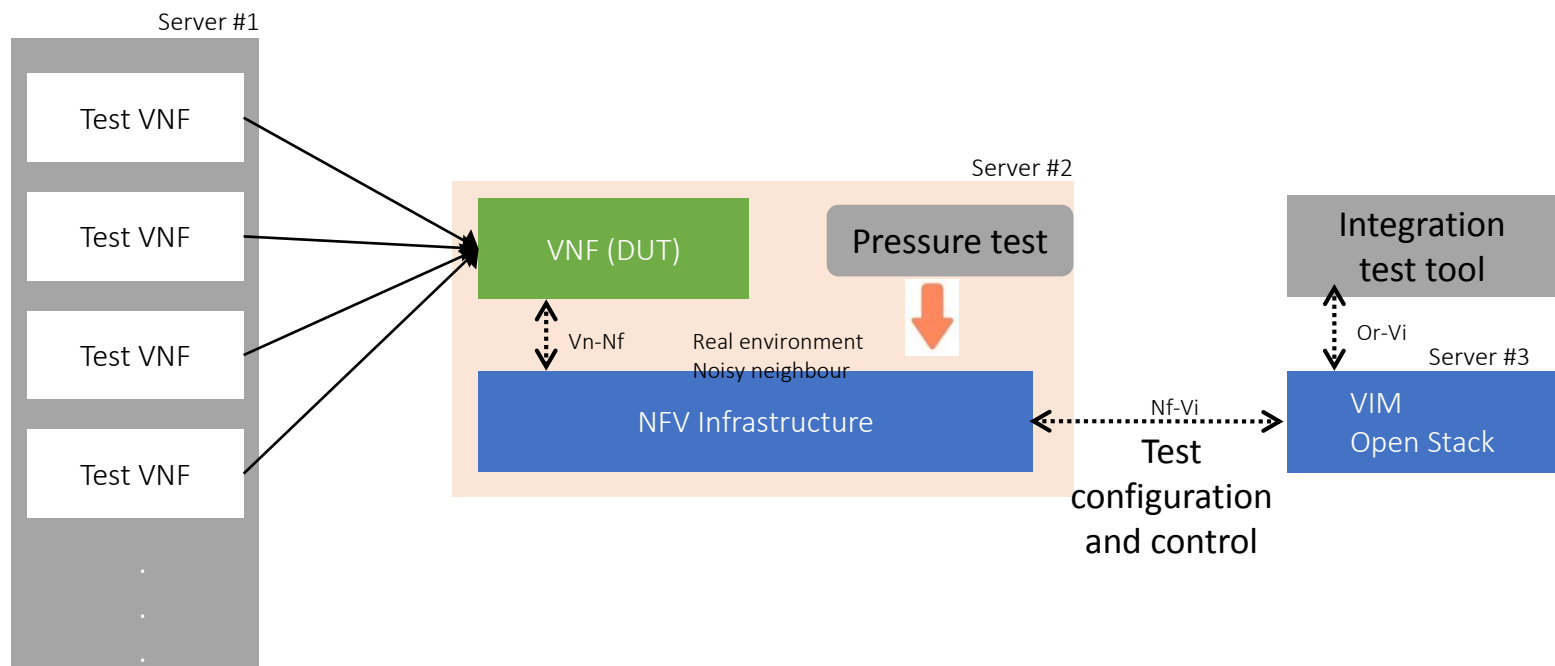 Server #1
Test VNF
Test VNF
Test VNF
Test VNF
.
.
.
Server #2
VNF (DUT)
Pressure test
Vn-Nf
Real environment
Noisy neighbour
NFV Infrastructure
Nf-Vi
Test
configuration
and control
Integration
test tool
Or-Vi
Server #3
VIM
Open Stack